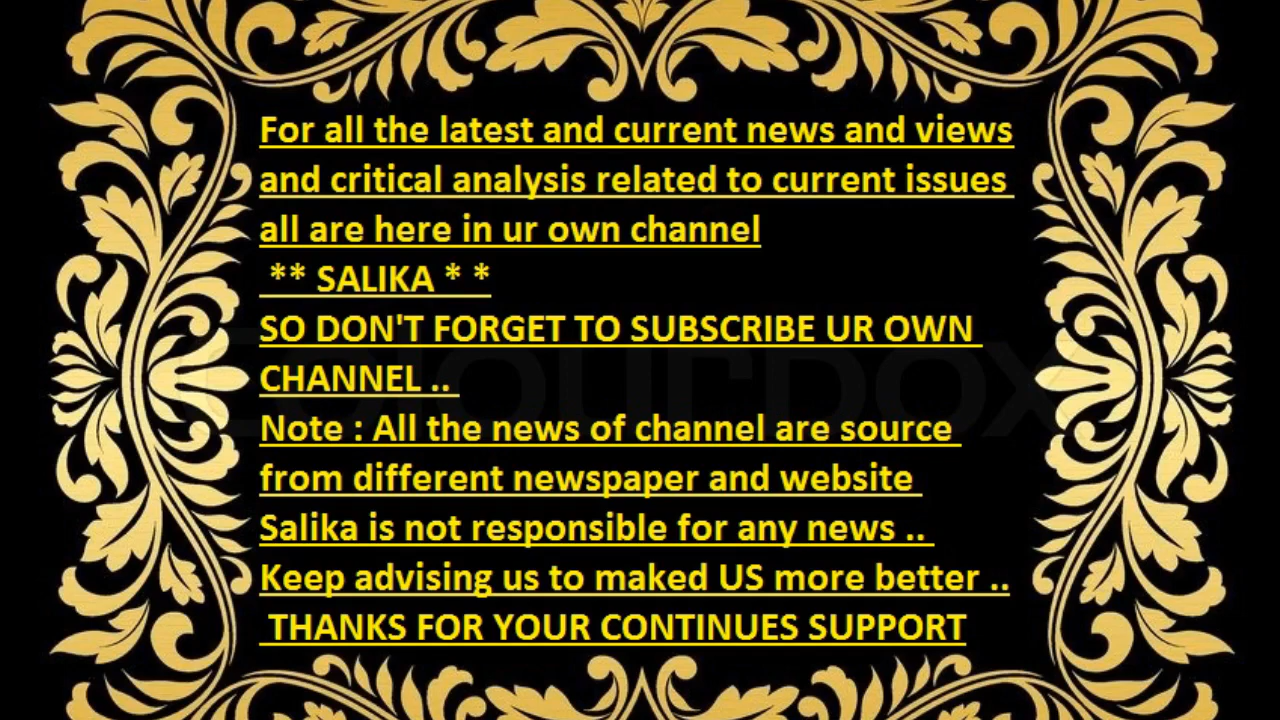 For all the latest and current news and views
and critical analysis related to current issues
all are here in ur own channel
** SALIKA * *
SO DON'T FORGET TO SUBSCRIBE UR OWN
CHANNEL ..
Note : All the news of channel are source
from different newspaper and website
Salika is not responsible for any news ..
Keep advising us to maked US more better ..
THANKS FOR YOUR CONTINUES SUPPORT